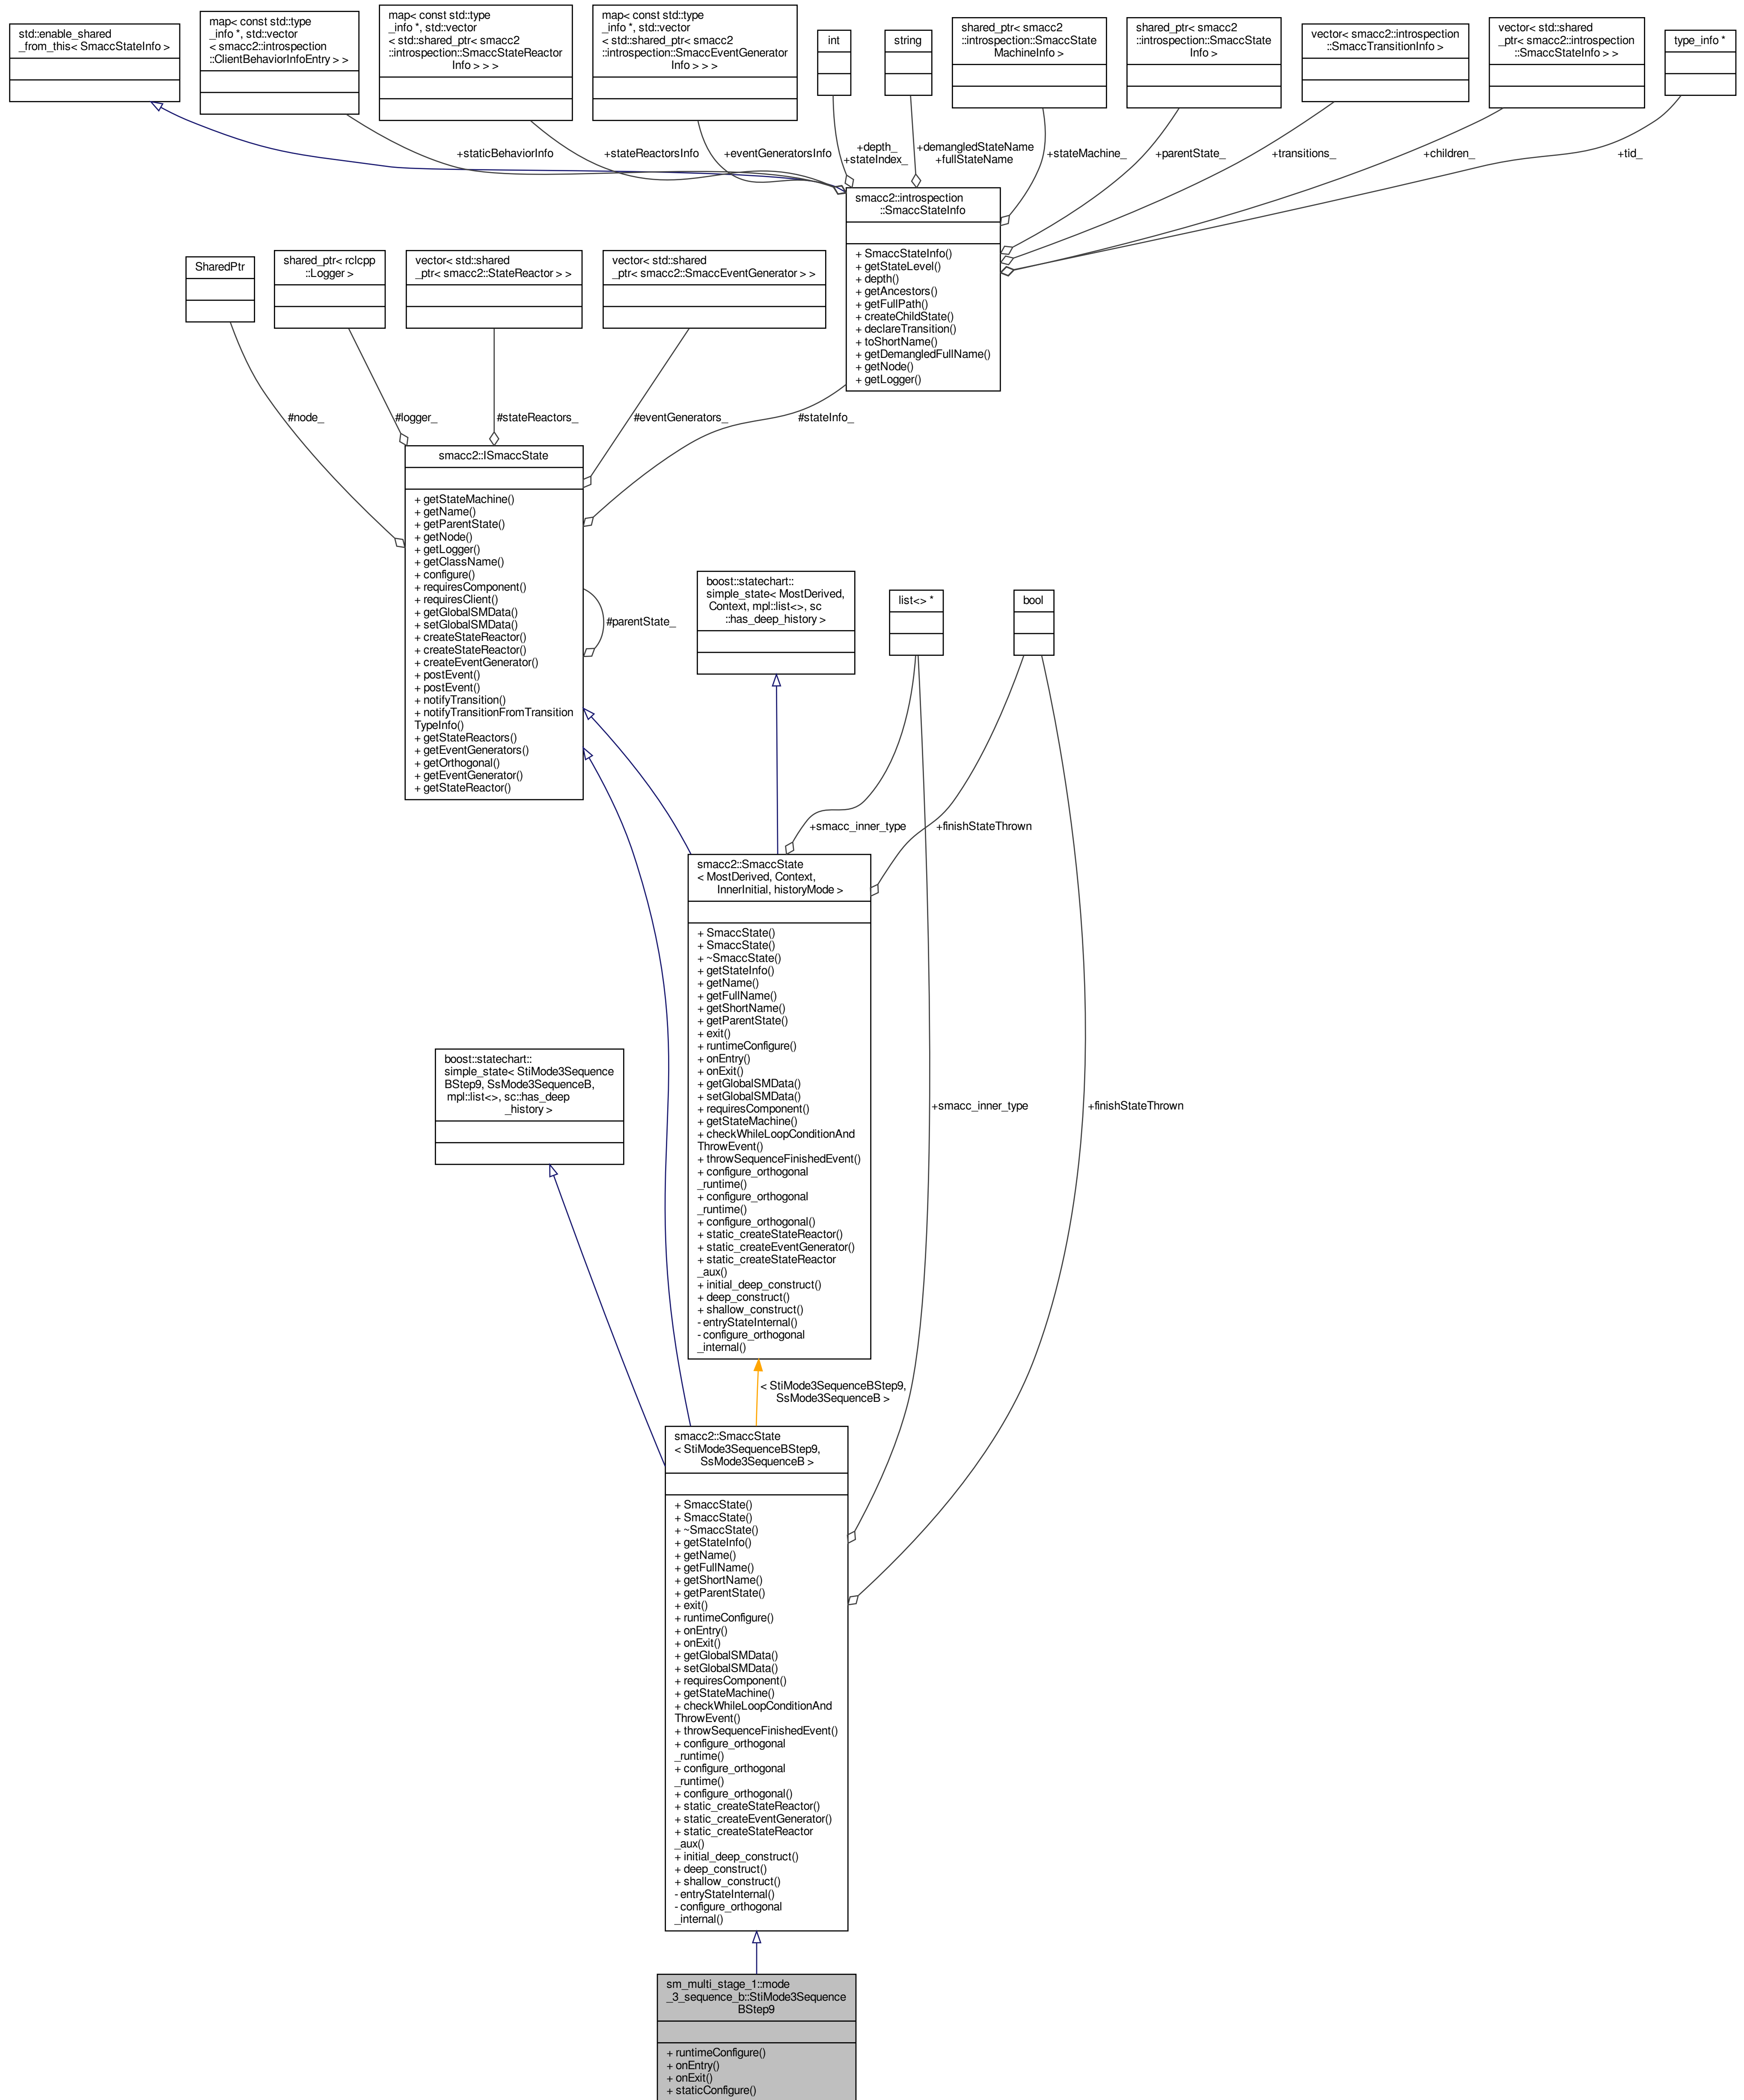 std::enable_shared
_from_this< SmaccStateInfo >
map< const std::type
_info *, std::vector
< smacc2::introspection
::ClientBehaviorInfoEntry > >
map< const std::type
_info *, std::vector
< std::shared_ptr< smacc2
::introspection::SmaccStateReactor
Info > > >
map< const std::type
_info *, std::vector
< std::shared_ptr< smacc2
::introspection::SmaccEventGenerator
Info > > >
int
string
shared_ptr< smacc2
::introspection::SmaccState
MachineInfo >
shared_ptr< smacc2
::introspection::SmaccState
Info >
vector< smacc2::introspection
::SmaccTransitionInfo >
vector< std::shared
_ptr< smacc2::introspection
::SmaccStateInfo > >
type_info *
+staticBehaviorInfo
+stateReactorsInfo
+eventGeneratorsInfo
+depth_
+stateIndex_
+demangledStateName
+fullStateName
+stateMachine_
+parentState_
+transitions_
+children_
+tid_
smacc2::introspection
::SmaccStateInfo
+ SmaccStateInfo()
+ getStateLevel()
+ depth()
+ getAncestors()
+ getFullPath()
+ createChildState()
+ declareTransition()
+ toShortName()
+ getDemangledFullName()
+ getNode()
+ getLogger()
SharedPtr
shared_ptr< rclcpp
::Logger >
vector< std::shared
_ptr< smacc2::StateReactor > >
vector< std::shared
_ptr< smacc2::SmaccEventGenerator > >
#node_
#logger_
#stateReactors_
#eventGenerators_
#stateInfo_
smacc2::ISmaccState
+ getStateMachine()
+ getName()
+ getParentState()
+ getNode()
+ getLogger()
+ getClassName()
+ configure()
+ requiresComponent()
+ requiresClient()
+ getGlobalSMData()
+ setGlobalSMData()
+ createStateReactor()
+ createStateReactor()
+ createEventGenerator()
+ postEvent()
+ postEvent()
+ notifyTransition()
+ notifyTransitionFromTransition
TypeInfo()
+ getStateReactors()
+ getEventGenerators()
+ getOrthogonal()
+ getEventGenerator()
+ getStateReactor()
#parentState_
boost::statechart::
simple_state< MostDerived,
Context, mpl::list<>, sc
::has_deep_history >
list<> *
bool
+smacc_inner_type
+finishStateThrown
smacc2::SmaccState
< MostDerived, Context,
InnerInitial, historyMode >
+ SmaccState()
+ SmaccState()
+ ~SmaccState()
+ getStateInfo()
+ getName()
+ getFullName()
+ getShortName()
+ getParentState()
+ exit()
+ runtimeConfigure()
+ onEntry()
+ onExit()
+ getGlobalSMData()
+ setGlobalSMData()
+ requiresComponent()
+ getStateMachine()
+ checkWhileLoopConditionAnd
ThrowEvent()
+ throwSequenceFinishedEvent()
+ configure_orthogonal
_runtime()
+ configure_orthogonal
_runtime()
+ configure_orthogonal()
+ static_createStateReactor()
+ static_createEventGenerator()
+ static_createStateReactor
_aux()
+ initial_deep_construct()
+ deep_construct()
+ shallow_construct()
- entryStateInternal()
- configure_orthogonal
_internal()
boost::statechart::
simple_state< StiMode3Sequence
BStep9, SsMode3SequenceB,
mpl::list<>, sc::has_deep
_history >
+smacc_inner_type
+finishStateThrown
< StiMode3SequenceBStep9,
SsMode3SequenceB >
smacc2::SmaccState
< StiMode3SequenceBStep9,
SsMode3SequenceB >
+ SmaccState()
+ SmaccState()
+ ~SmaccState()
+ getStateInfo()
+ getName()
+ getFullName()
+ getShortName()
+ getParentState()
+ exit()
+ runtimeConfigure()
+ onEntry()
+ onExit()
+ getGlobalSMData()
+ setGlobalSMData()
+ requiresComponent()
+ getStateMachine()
+ checkWhileLoopConditionAnd
ThrowEvent()
+ throwSequenceFinishedEvent()
+ configure_orthogonal
_runtime()
+ configure_orthogonal
_runtime()
+ configure_orthogonal()
+ static_createStateReactor()
+ static_createEventGenerator()
+ static_createStateReactor
_aux()
+ initial_deep_construct()
+ deep_construct()
+ shallow_construct()
- entryStateInternal()
- configure_orthogonal
_internal()
sm_multi_stage_1::mode
_3_sequence_b::StiMode3Sequence
BStep9
+ runtimeConfigure()
+ onEntry()
+ onExit()
+ staticConfigure()